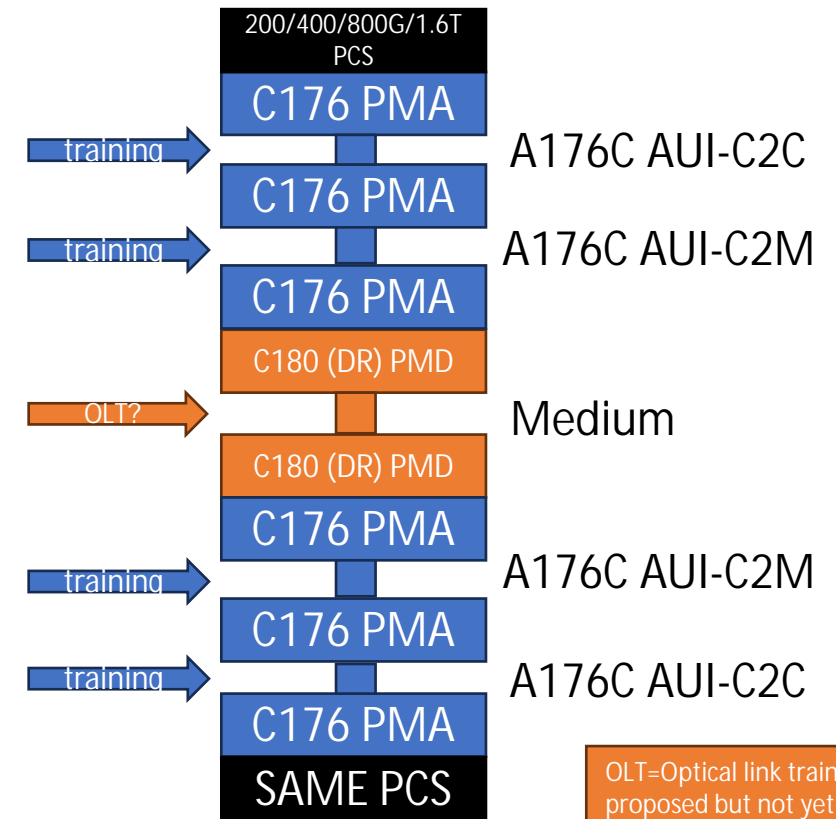 200/400/800G/1.6T
PCS
C176 PMA
training
A176C AUI-C2C
C176 PMA
training
A176C AUI-C2M
C176 PMA
C180 (DR) PMD
OLT?
Medium
C180 (DR) PMD
C176 PMA
training
A176C AUI-C2M
C176 PMA
training
A176C AUI-C2C
C176 PMA
SAME PCS
OLT=Optical link train
proposed but not yet